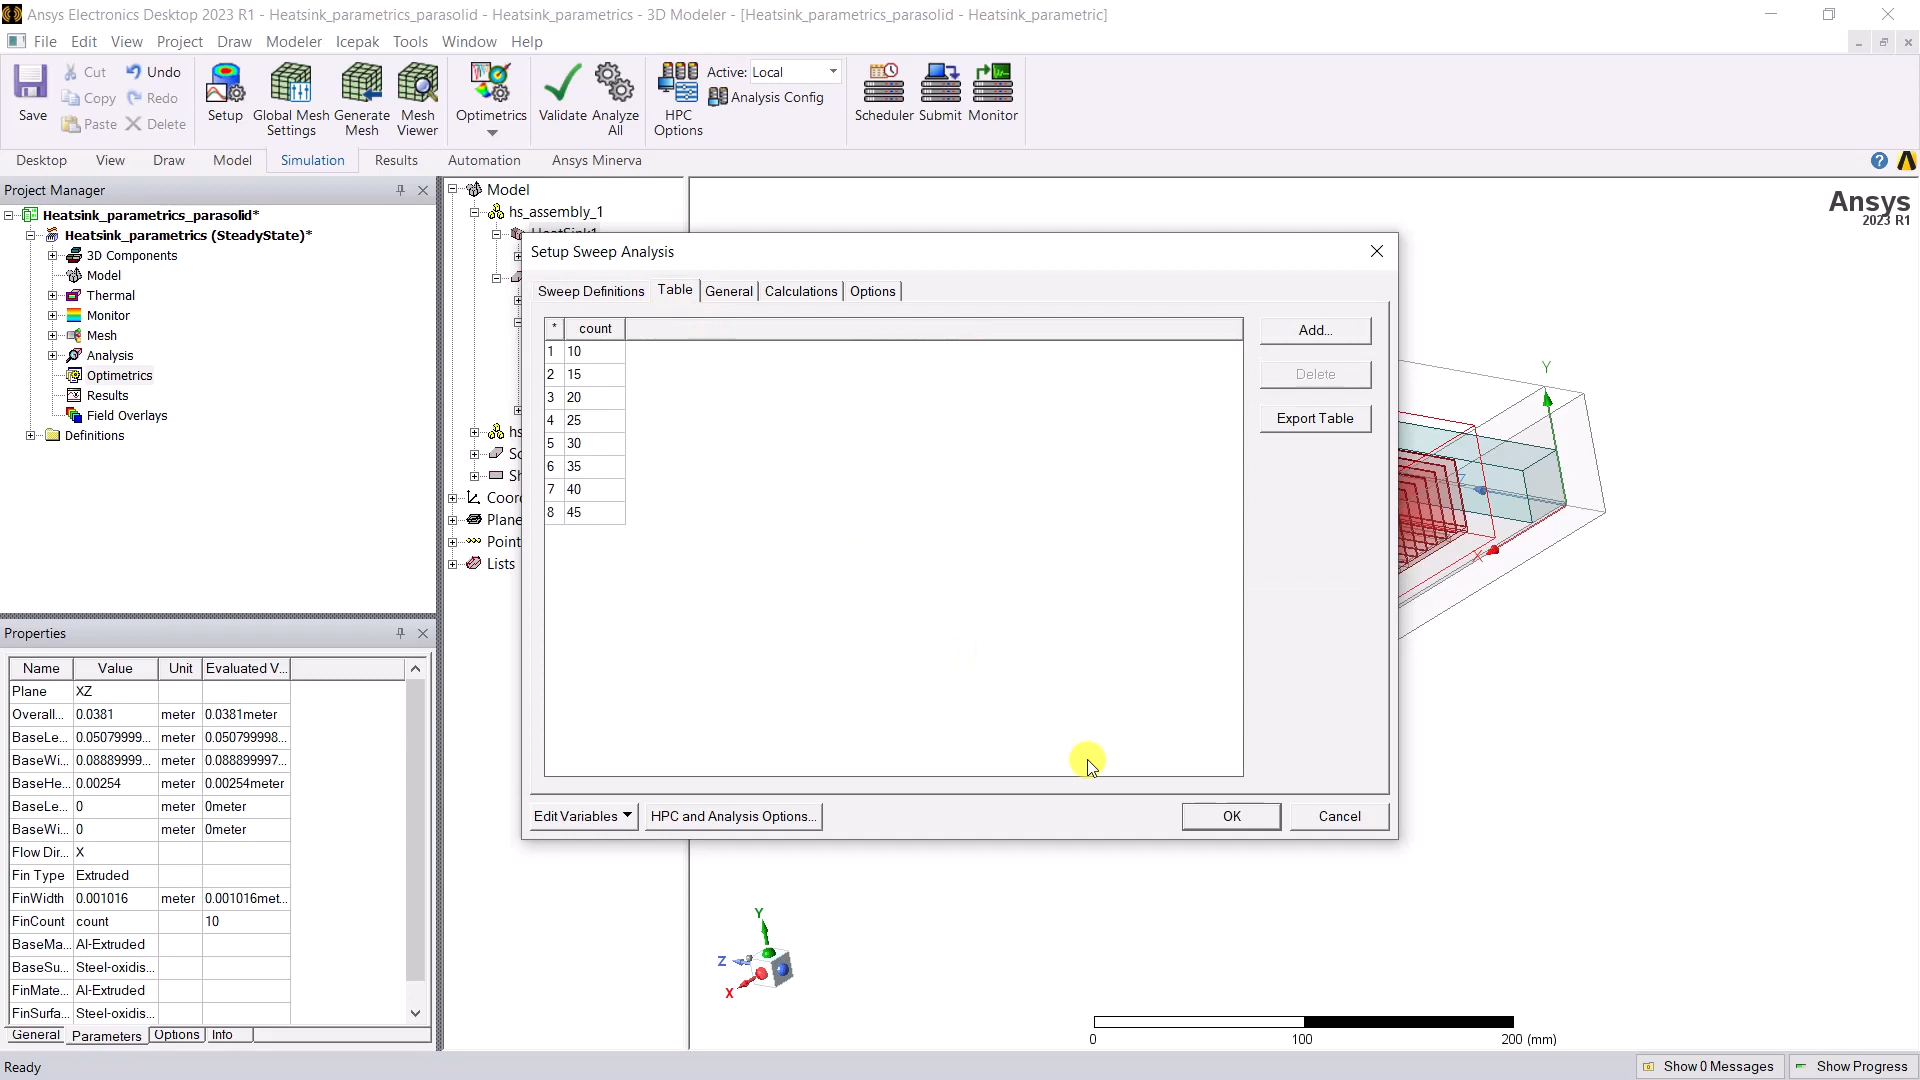 Ansys Electronics Desktop 2023 R1 - Heatsink_parametrics_parasolid - Heatsink_parametrics - 3D Modeler - [Heatsink_parametrics_parasolid - Heatsink_parametric]
File Edit View Project Draw Modeler Icepak Tools Window Help
Save
Cut
Copy
Paste
Undo
Redo
Delete
Setup
Global Mesh Settings
Generate Mesh
Mesh Viewer
Optimetrics
Validate
Analyze All
HPC Options
Active: Local
Analysis Config
Scheduler
Submit
Monitor
Desktop View Draw Model Simulation Results Automation Ansys Minerva
Project Manager
Heatsink_parametrics_parasolid*
Heatsink_parametrics (SteadyState)*
3D Components
Model
Thermal
Monitor
Mesh
Analysis
Optimetrics
Results
Field Overlays
Definitions
Properties
Name Value Unit Evaluated V...
Plane XZ
Overall... 0.0381 meter 0.0381meter
BaseLe... 0.05079999... meter 0.050799998...
BaseWi... 0.08889999... meter 0.088899997...
BaseHe... 0.00254 meter 0.00254meter
BaseLe... 0 meter 0meter
BaseWi... 0 meter 0meter
Flow Dir... X
Fin Type Extruded
FinWidth 0.001016 meter 0.001016met...
FinCount count 10
BaseMa... Al-Extruded
BaseSu... Steel-oxidis...
FinMate... Al-Extruded
FinSurfa... Steel-oxidis...
General Parameters Options Info
Ready
Model
hs_assembly_1
HeatSink1
hs
So
Sh
Coor
Plane
Point
Lists
Setup Sweep Analysis
Sweep Definitions Table General Calculations Options
* count
1 10
2 15
3 20
4 25
5 30
6 35
7 40
8 45
Add...
Delete
Export Table
Edit Variables
HPC and Analysis Options...
OK
Cancel
Ansys
2023 R1
Y
Z
X
Y
Z
X
0 100 200 (mm)
Show 0 Messages
Show Progress